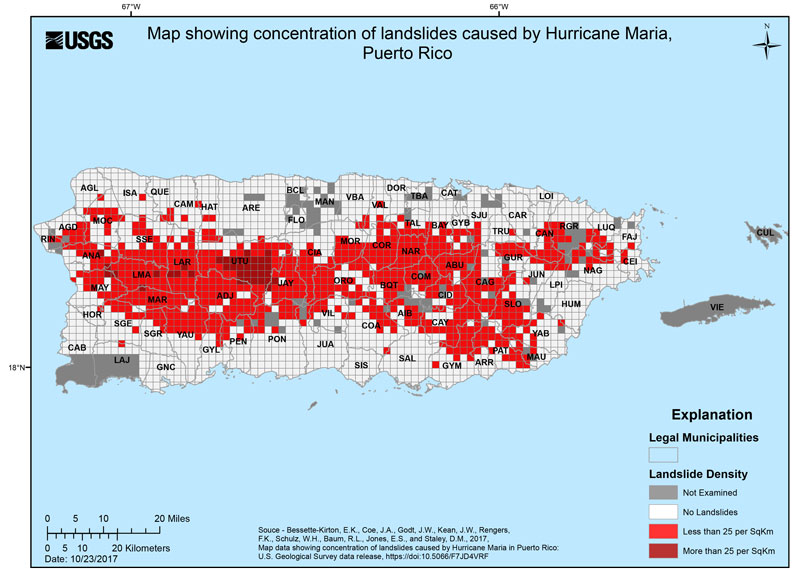 67°W
66°W
USGS
Map showing concentration of landslides caused by Hurricane Maria,
Puerto Rico
N
AGL
ISA
QUE
CAM
HAT
ARE
BCL
MAN
FLO
VBA
VAL
DOR
TBA
CAT
TAL
BAY
GYB
SJU
TRU
CAR
LOI
CAN
RGR
LUQ
FAJ
CEI
CUL
MOC
AGD
RIN
SSE
ANA
LAR
LMA
UTU
CIA
MOR
COR
NAR
GUR
JUN
NAG
MAY
MAR
ADJ
JAY
ORO
BQT
COM
ABU
CAG
LPI
HOR
SGE
SGR
YAU
PEN
PON
VIL
COA
AIB
CID
CAY
SLO
HUM
YAB
VIE
CAB
LAJ
GNC
GYL
JUA
SIS
SAL
GYM
ARR
PAT
MAU
18°N
Explanation
Legal Municipalities
Landslide Density
Not Examined
No Landslides
Less than 25 per SqKm
More than 25 per SqKm
0 5 10 20 Miles
0 5 10 20 Kilometers
Date: 10/23/2017
Souce - Bessette-Kirton, E.K., Coe, J.A., Godt, J.W., Kean, J.W., Rengers,
F.K., Schulz, W.H., Baum, R.L., Jones, E.S., and Staley, D.M., 2017,
Map data showing concentration of landslides caused by Hurricane Maria in Puerto Rico:
U.S. Geological Survey data release, https://doi:10.5066/F7JD4VRF